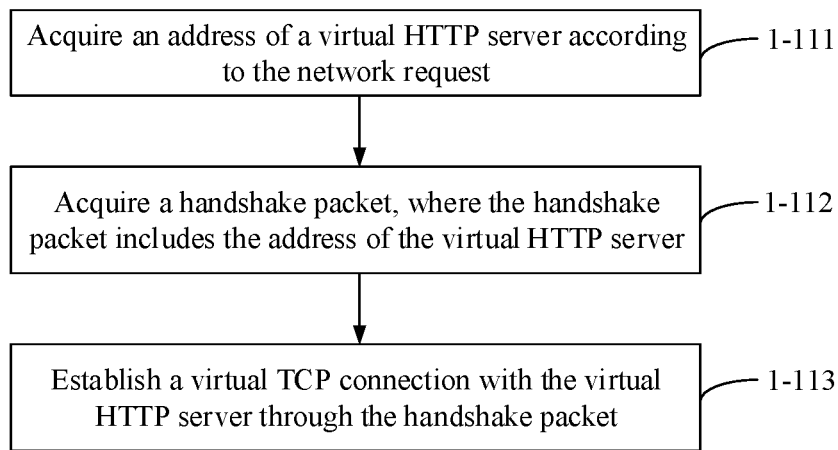 Acquire an address of a virtual HTTP server according
to the network request
1-111
Acquire a handshake packet, where the handshake
packet includes the address of the virtual HTTP server
1-112
Establish a virtual TCP connection with the virtual
HTTP server through the handshake packet
1-113